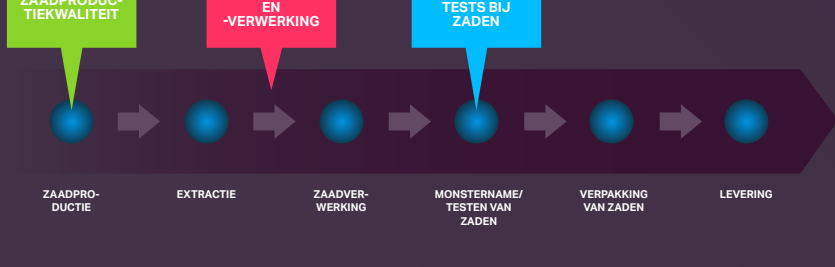 ZAADPRODUC-
TIEKWALITEIT
EN
-VERWERKING
TESTS BIJ
ZADEN
ZAADPRO-
DUCTIE
EXTRACTIE
ZAADVER-
WERKING
MONSTERNAME/
TESTEN VAN
ZADEN
VERPAKKING
VAN ZADEN
LEVERING